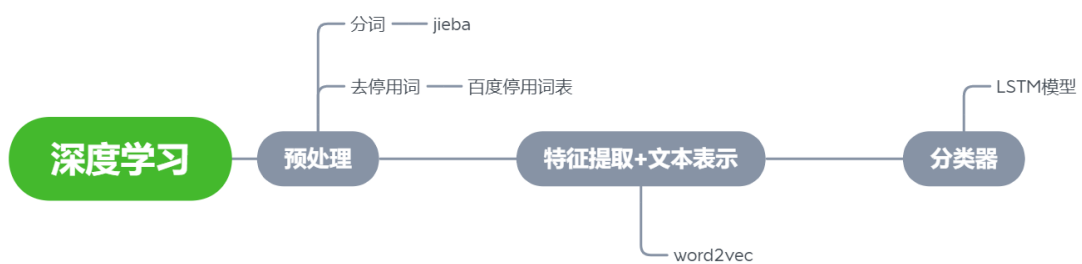 分词
jieba
去停用词
百度停用词表
LSTM模型
深度学习
预处理
特征提取+文本表示
分类器
word2vec